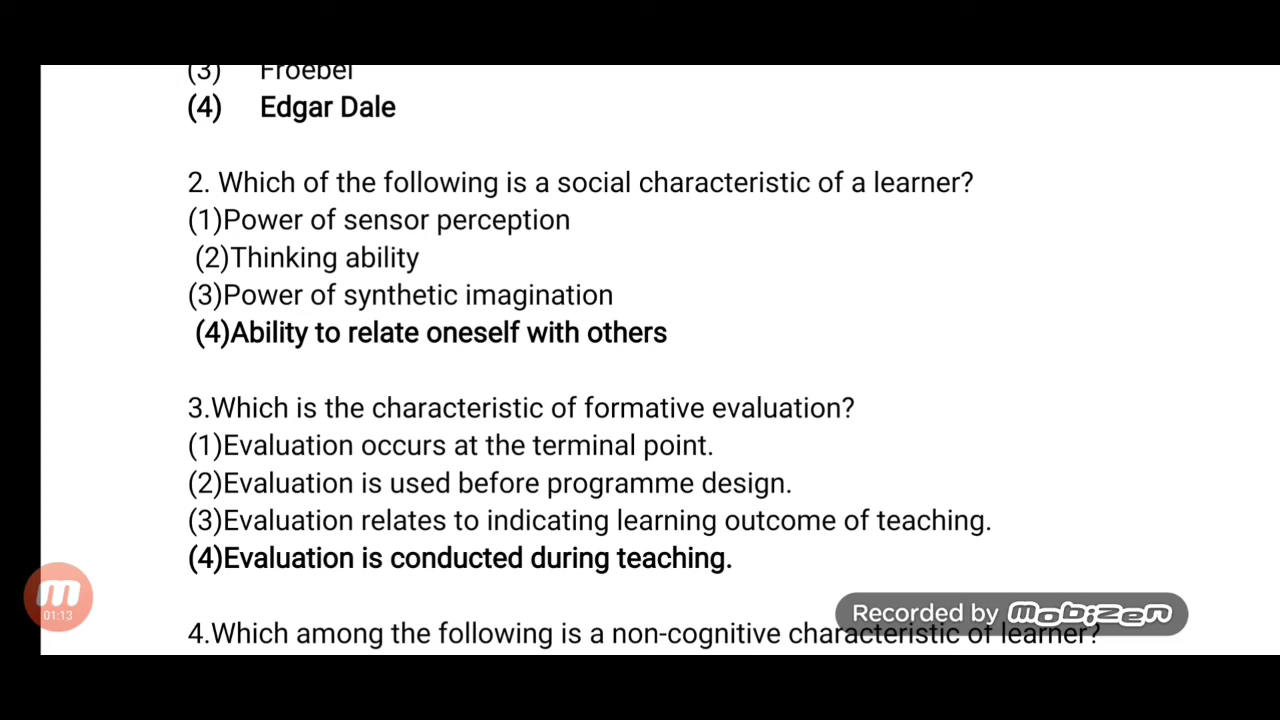 (3) Froebel
(4) Edgar Dale
2. Which of the following is a social characteristic of a learner?
(1)Power of sensor perception
(2)Thinking ability
(3)Power of synthetic imagination
(4)Ability to relate oneself with others
3.Which is the characteristic of formative evaluation?
(1)Evaluation occurs at the terminal point.
(2)Evaluation is used before programme design.
(3)Evaluation relates to indicating learning outcome of teaching.
(4)Evaluation is conducted during teaching.
m
01:13
Recorded by mobizen
4.Which among the following is a non-cognitive characteristic of learner?